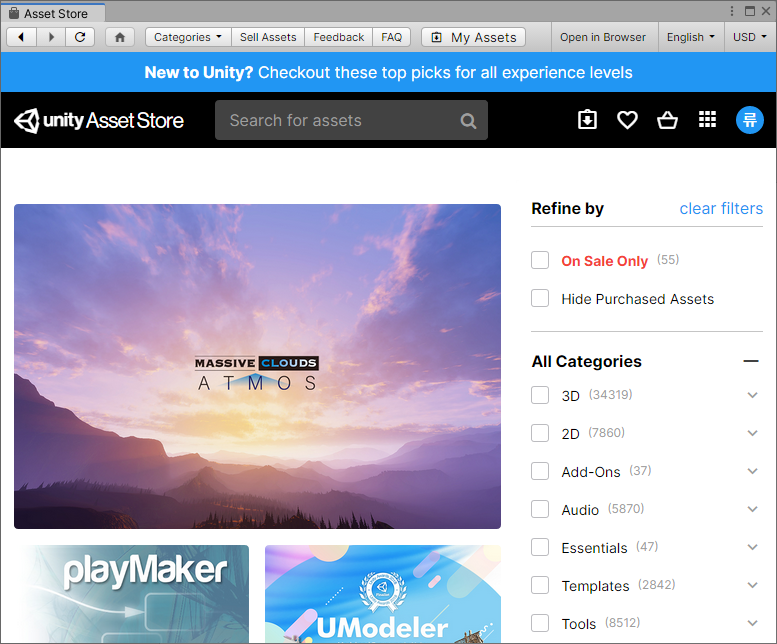 Asset Store
Categories Sell Assets Feedback FAQ My Assets Open in Browser English USD
New to Unity? Checkout these top picks for all experience levels
unity Asset Store Search for assets 류
Refine by clear filters
On Sale Only (55)
Hide Purchased Assets
MASSIVE CLOUDS
ATMOS
All Categories
3D (34319)
2D (7860)
Add-Ons (37)
Audio (5870)
Essentials (47)
Templates (2842)
Tools (8512)
playMaker
UModeler